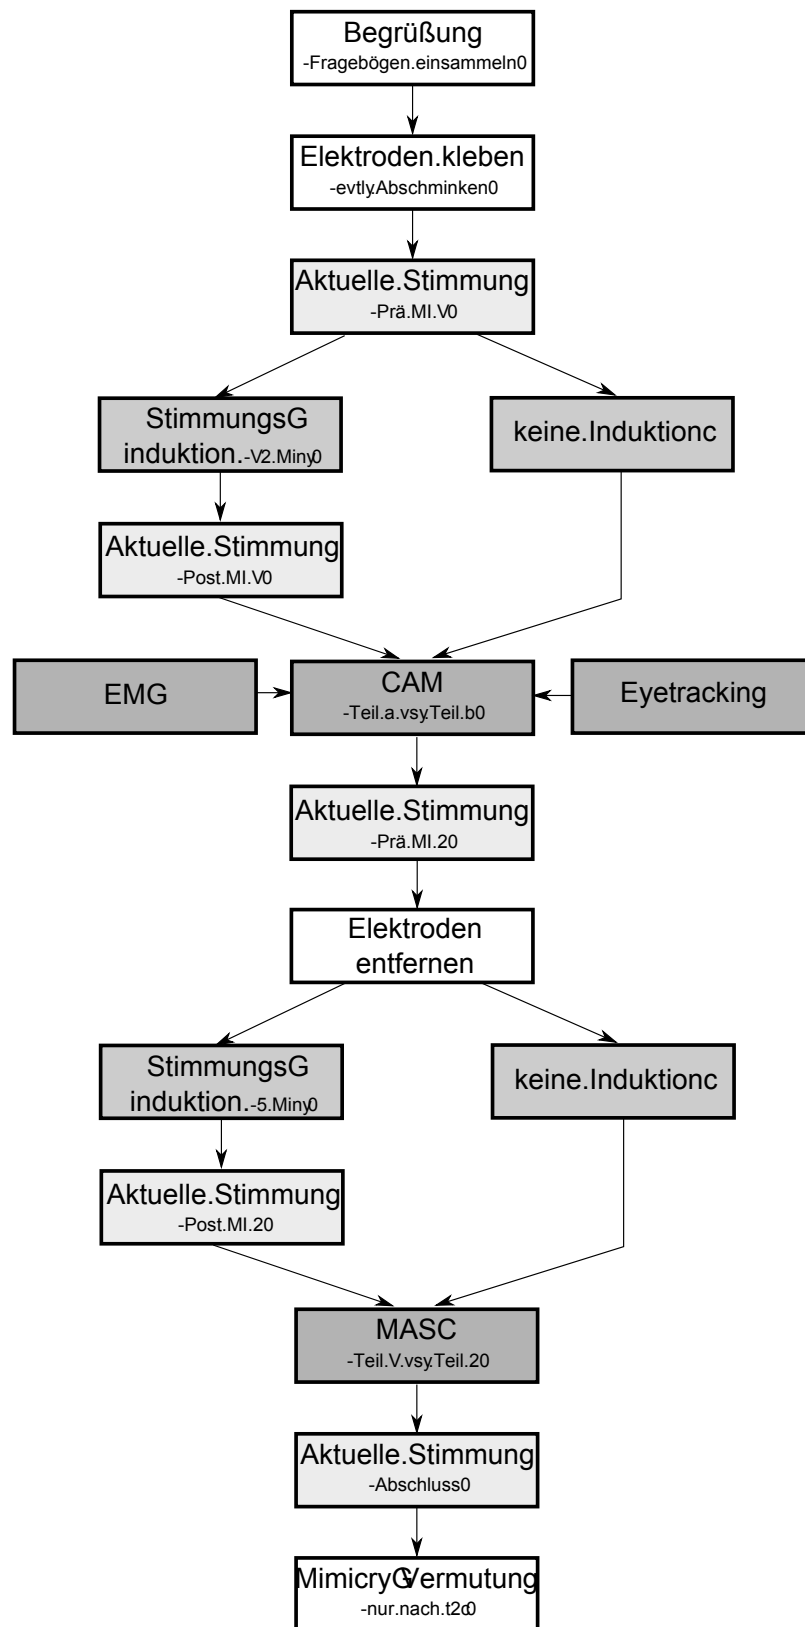 Begrüßung
-Fragebögen.einsammeln0
Elektroden.kleben
-evtly.Abschminken0
Aktuelle.Stimmung
-Prä.MI.V0
StimmungsG
induktion.-V2.Miny0
keine.Induktionc
Aktuelle.Stimmung
-Post.MI.V0
EMG
CAM
-Teil.a.vsy.Teil.b0
Eyetracking
Aktuelle.Stimmung
-Prä.MI.20
Elektroden
entfernen
StimmungsG
induktion.-5.Miny0
keine.Induktionc
Aktuelle.Stimmung
-Post.MI.20
MASC
-Teil.V.vsy.Teil.20
Aktuelle.Stimmung
-Abschluss0
MimicryGVermutung
-nur.nach.t2c0